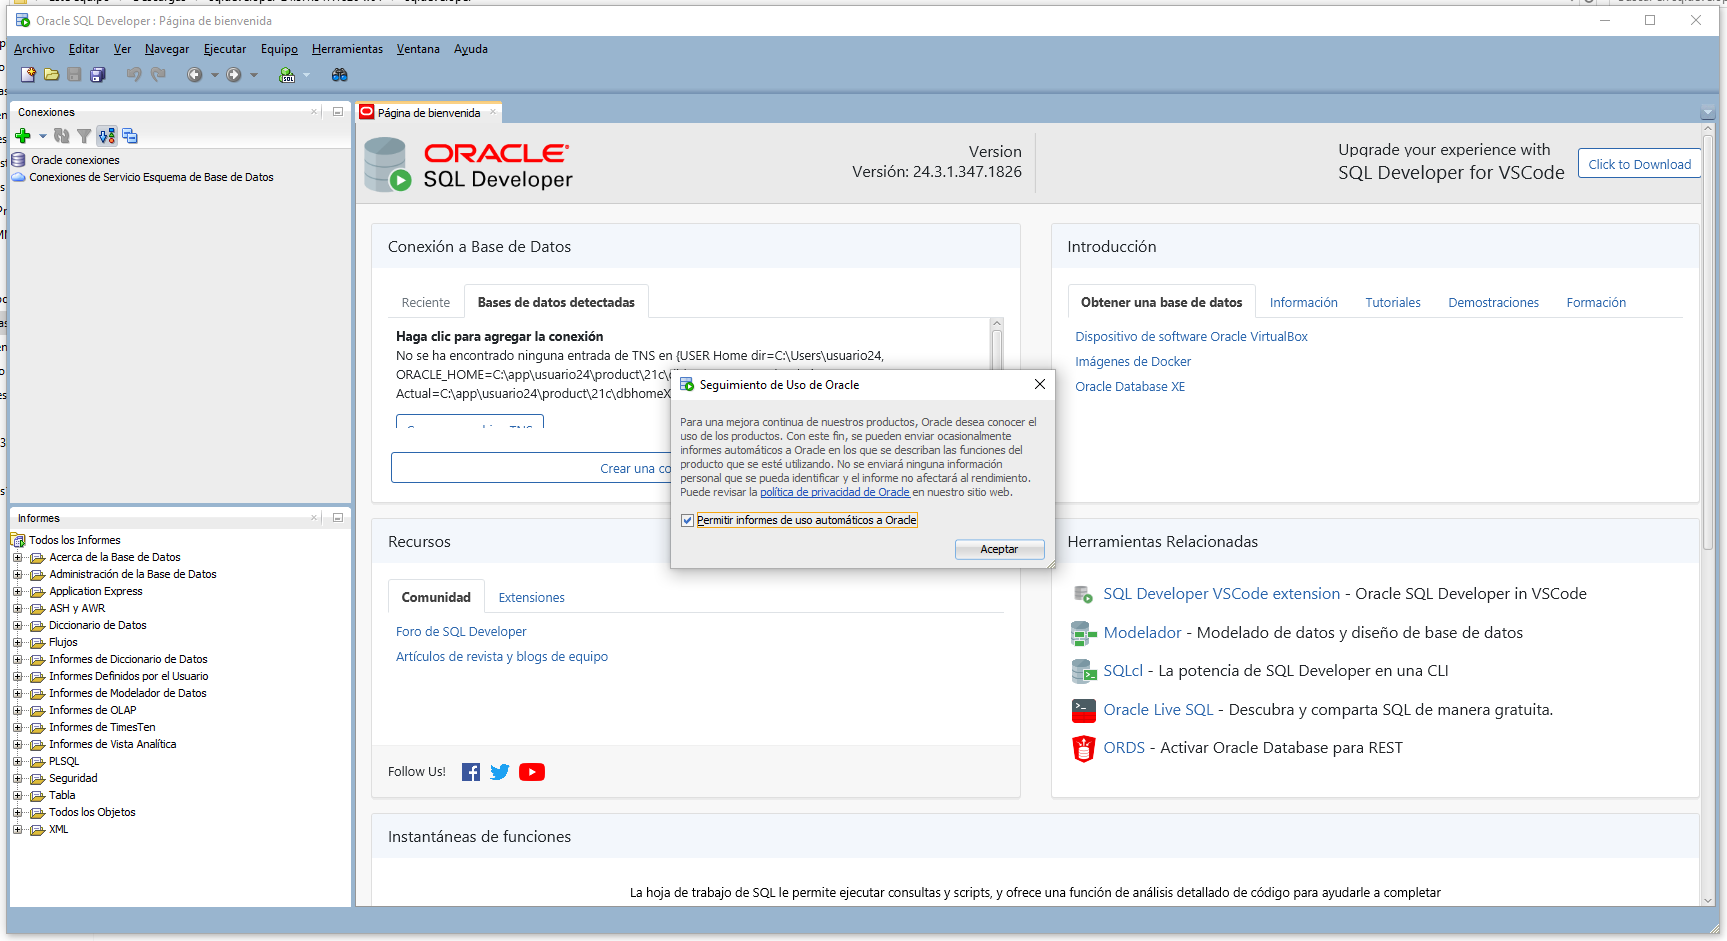 Oracle SQL Developer : Página de bienvenida
Archivo Editar Ver Navegar Ejecutar Equipo Herramientas Ventana Ayuda
Conexiones
Oracle conexiones
Conexiones de Servicio Esquema de Base de Datos
Informes
Todos los Informes
Acerca de la Base de Datos
Administración de la Base de Datos
Application Express
ASH y AWR
Diccionario de Datos
Flujos
Informes de Diccionario de Datos
Informes Definidos por el Usuario
Informes de Modelador de Datos
Informes de OLAP
Informes de TimesTen
Informes de Vista Analítica
PLSQL
Seguridad
Tabla
Todos los Objetos
XML
Página de bienvenida
ORACLE
SQL Developer
Version
Versión: 24.3.1.347.1826
Upgrade your experience with
SQL Developer for VSCode
Click to Download
Conexión a Base de Datos
Reciente Bases de datos detectadas
Haga clic para agregar la conexión
No se ha encontrado ninguna entrada de TNS en {USER Home dir=C:\Users\usuario24,
ORACLE_HOME=C:\app\usuario24\product\21c\
Actual=C:\app\usuario24\product\21c\dbhomeX
Crear una co
Introducción
Obtener una base de datos Información Tutoriales Demostraciones Formación
Dispositivo de software Oracle VirtualBox
Imágenes de Docker
Oracle Database XE
Seguimiento de Uso de Oracle
Para una mejora continua de nuestros productos, Oracle desea conocer el
uso de los productos. Con este fin, se pueden enviar ocasionalmente
informes automáticos a Oracle en los que se describan las funciones del
producto que se esté utilizando. No se enviará ninguna información
personal que se pueda identificar y el informe no afectará al rendimiento.
Puede revisar la política de privacidad de Oracle en nuestro sitio web.
Permitir informes de uso automáticos a Oracle
Aceptar
Recursos
Comunidad Extensiones
Foro de SQL Developer
Artículos de revista y blogs de equipo
Follow Us!
Herramientas Relacionadas
SQL Developer VSCode extension - Oracle SQL Developer in VSCode
Modelador - Modelado de datos y diseño de base de datos
SQLcl - La potencia de SQL Developer en una CLI
Oracle Live SQL - Descubra y comparta SQL de manera gratuita.
ORDS - Activar Oracle Database para REST
Instantáneas de funciones
La hoja de trabajo de SQL le permite ejecutar consultas y scripts, y ofrece una función de análisis detallado de código para ayudarle a completar